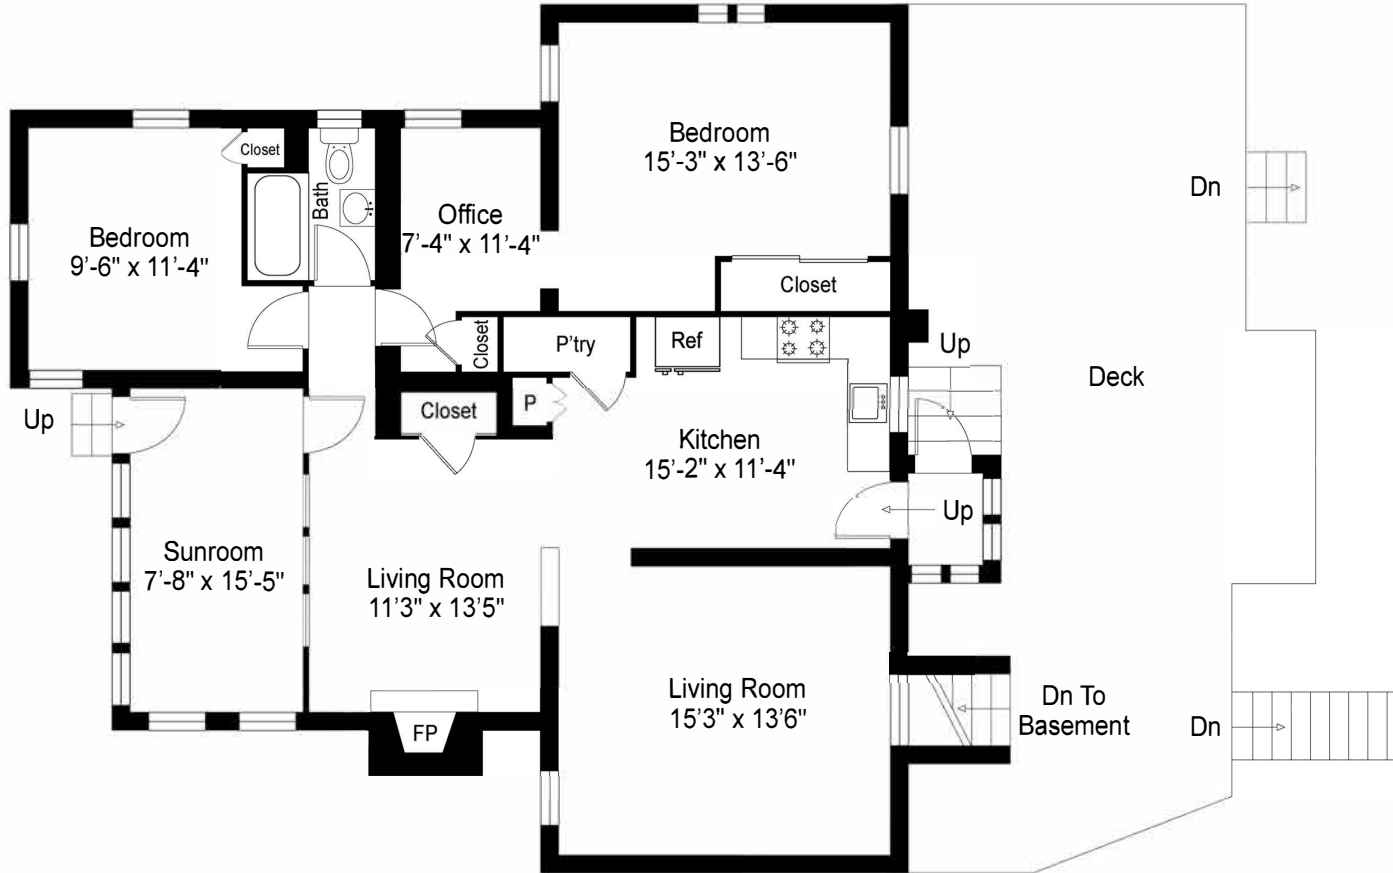 Bedroom
15'-3" x 13'-6"
Closet
Bath
Dn
Office
7'-4" x 11'-4"
Bedroom
9'-6" x 11'-4"
Closet
Closet
P'try
Ref
Up
Deck
Up
Closet
P
Kitchen
15'-2" x 11'-4"
Up
Sunroom
7'-8" x 15'-5"
Living Room
11'3" x 13'5"
Living Room
15'3" x 13'6"
Dn To
Basement
Dn
FP